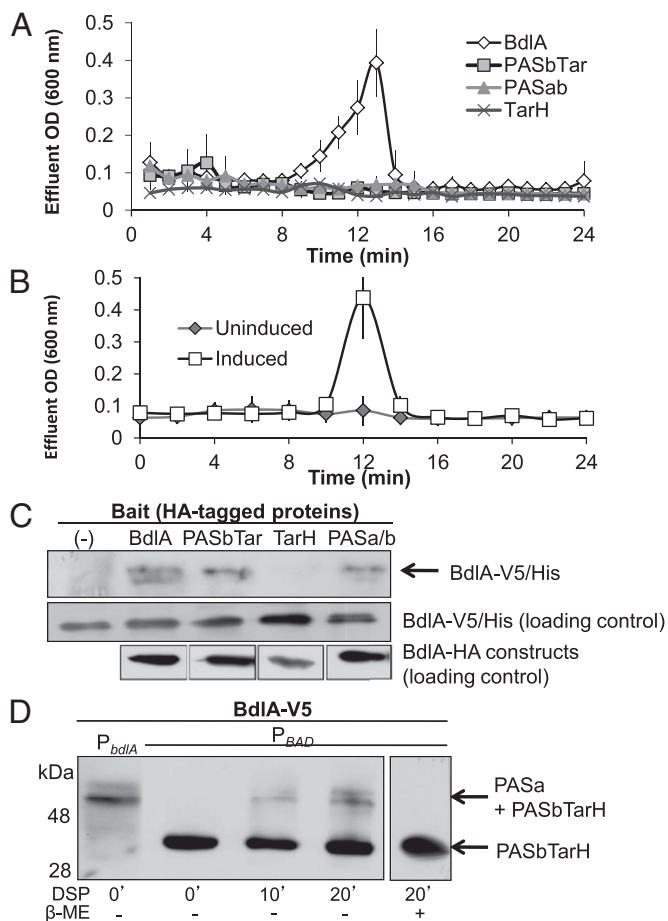 A
0.5
0.4
0.3
0.2
0.1
0
Effluent OD (600 nm)
BdlA
PASbTar
PASab
TarH
0 4 8 12 16 20 24
Time (min)
B
0.5
0.4
0.3
0.2
0.1
0
Effluent OD (600 nm)
Uninduced
Induced
0 4 8 12 16 20 24
Time (min)
C
Bait (HA-tagged proteins)
(-) BdlA PASbTar TarH PASa/b
BdlA-V5/His
BdlA-V5/His (loading control)
BdlA-HA constructs
(loading control)
D
BdlA-V5
PbdlA PBAD
kDa
48
28
PASa
+ PASbTarH
PASbTarH
DSP 0’ 0’ 10’ 20’ 20’
β-ME - - - - +